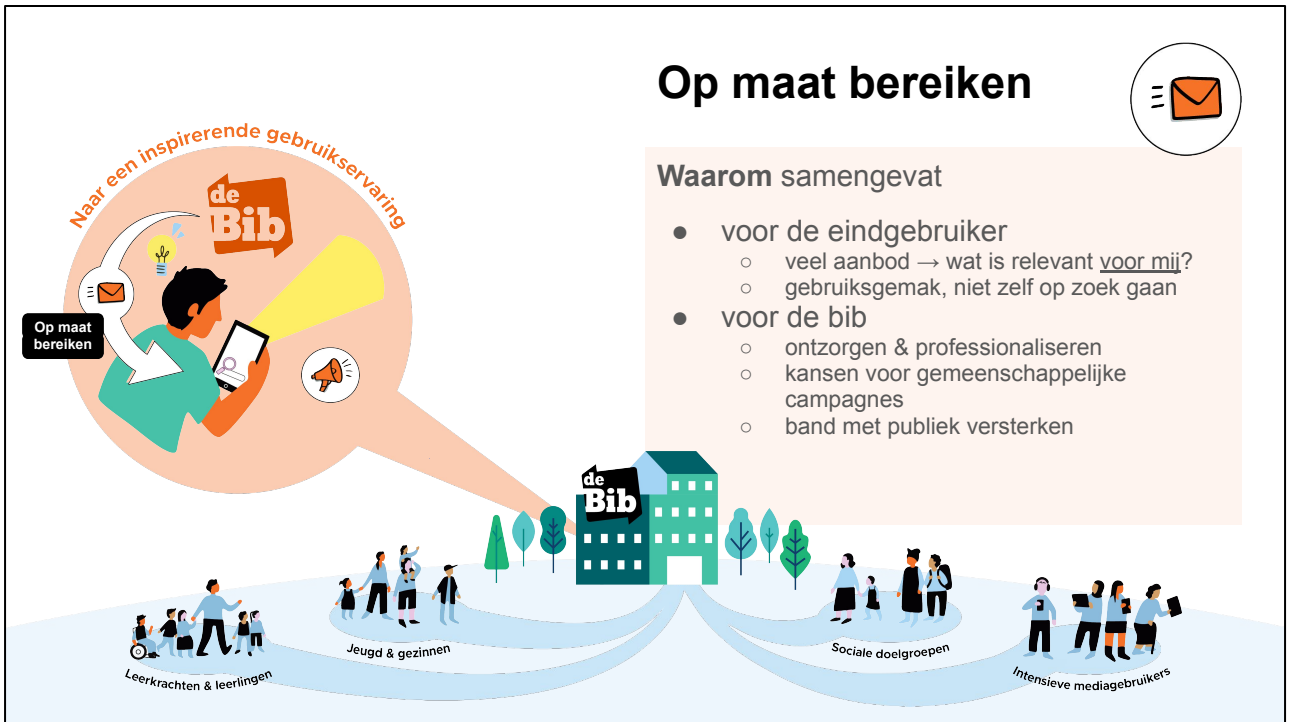 Op maat bereiken
Waarom samengevat
● voor de eindgebruiker
○ veel aanbod → wat is relevant voor mij?
○ gebruiksgemak, niet zelf op zoek gaan
● voor de bib
○ ontzorgen & professionaliseren
○ kansen voor gemeenschappelijke
campagnes
○ band met publiek versterken
Naar een inspirerende gebruikservaring
de
Bib
Op maat
bereiken
de
Bib
Leerkrachten & leerlingen
Jeugd & gezinnen
Sociale doelgroepen
Intensieve mediagebruikers